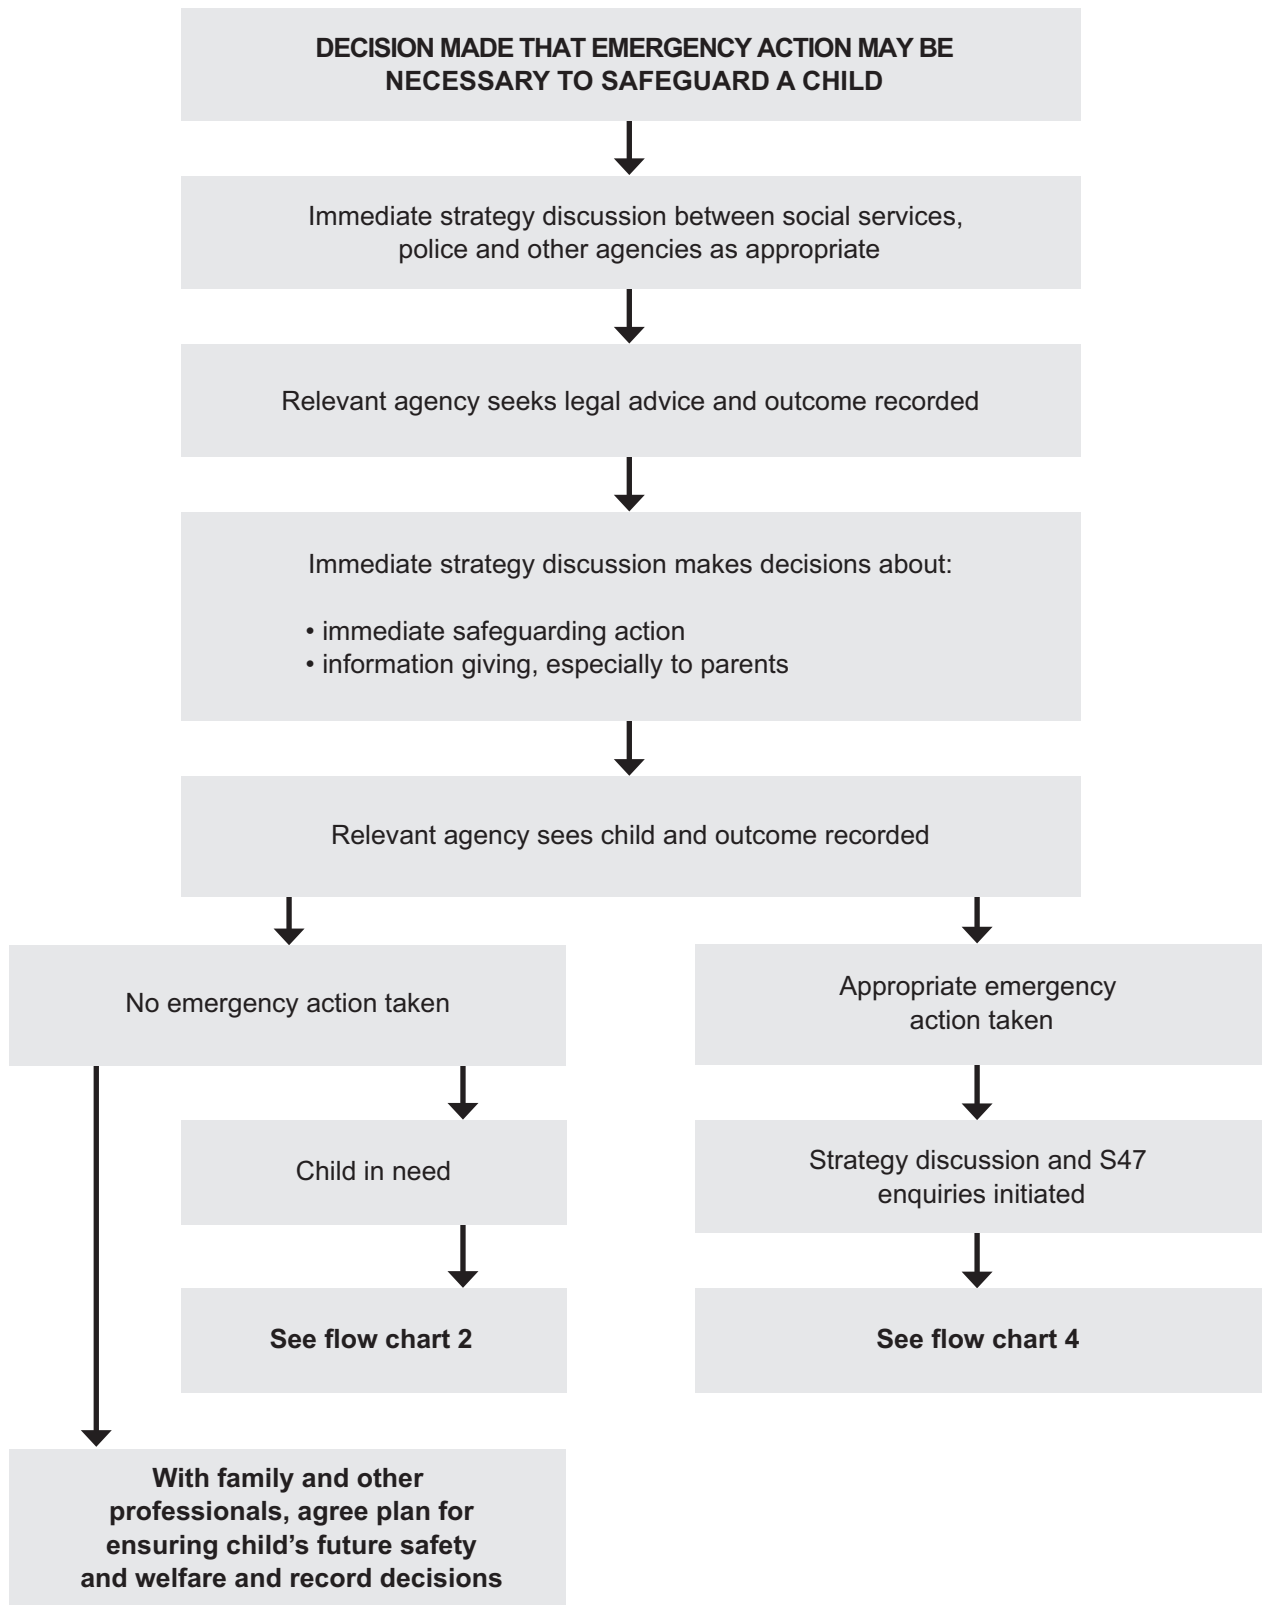 DECISION MADE THAT EMERGENCY ACTION MAY BE
NECESSARY TO SAFEGUARD A CHILD
Immediate strategy discussion between social services,
police and other agencies as appropriate
Relevant agency seeks legal advice and outcome recorded
Immediate strategy discussion makes decisions about:
• immediate safeguarding action
• information giving, especially to parents
Relevant agency sees child and outcome recorded
No emergency action taken
Appropriate emergency
action taken
Child in need
Strategy discussion and S47
enquiries initiated
See flow chart 2
See flow chart 4
With family and other
professionals, agree plan for
ensuring child’s future safety
and welfare and record decisions